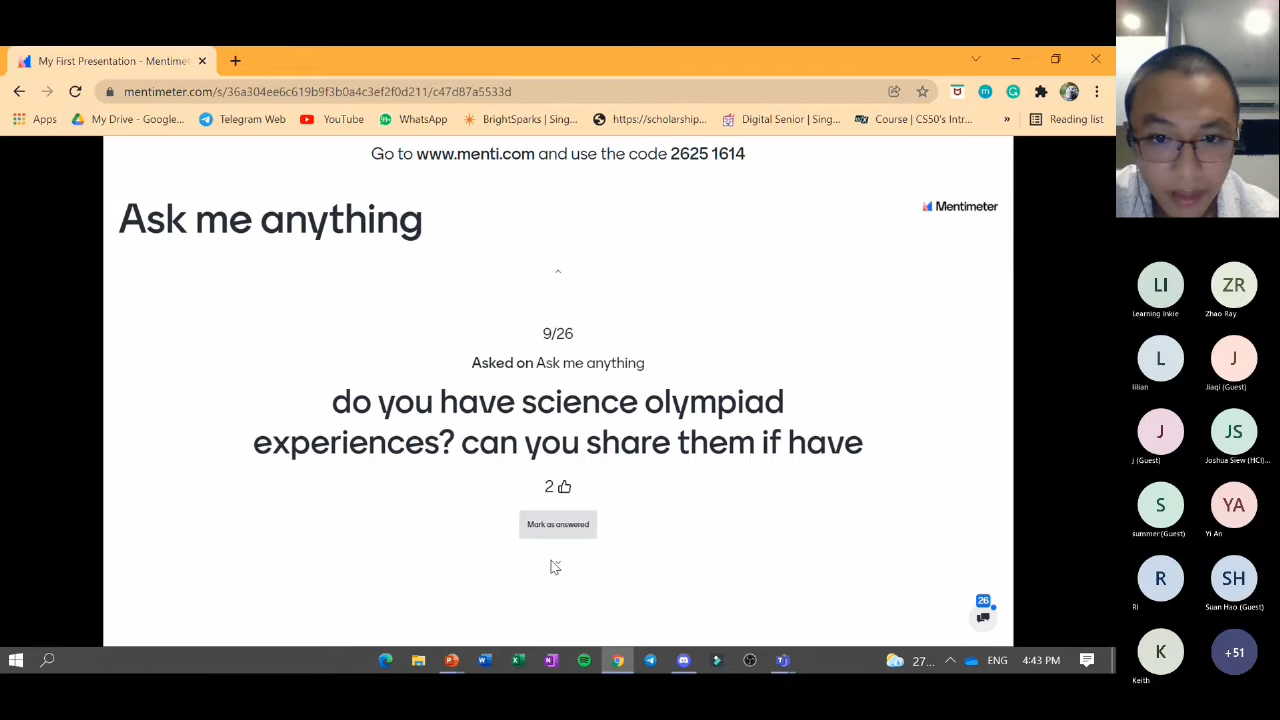 My First Presentation - Mentimet
mentimeter.com/s/36a304ee6c619b9f3b0a4c3ef2f0d211/c47d87a5533d
Apps
My Drive - Google...
Telegram Web
YouTube
WhatsApp
BrightSparks | Sing...
https://scholarship...
Digital Senior | Sing...
Course | CS50's Intr...
»
Reading list
Go to www.menti.com and use the code 2625 1614
Ask me anything
Mentimeter
9/26
Asked on Ask me anything
do you have science olympiad
experiences? can you share them if have
2
Mark as answered
26
27...
ENG
4:43 PM
LI
Learning Inkie
ZR
Zhao Ray
L
lilian
J
Jiaqi (Guest)
J
j (Guest)
JS
Joshua Siew (HCI)...
S
summer (Guest)
YA
Yi An
R
RI
SH
Suan Hao (Guest)
K
Keith
+51